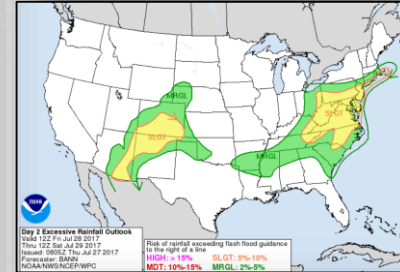 MRGL
SLGT
SLGT
MRGL
NOAA
Day 2 Excessive Rainfall Outlook
Valid 12Z Fri Jul 28 2017
Thru 12Z Sat Jul 29 2017
Issued: 0805Z Thu Jul 27 2017
Forecaster: BANN
NOAA/NWS/NCEP/WPC
Risk of rainfall exceeding flash flood guidance
to the right of a line
HIGH: > 15% SLGT: 5%-10%
MDT: 10%-15% MRGL: 2%-5%